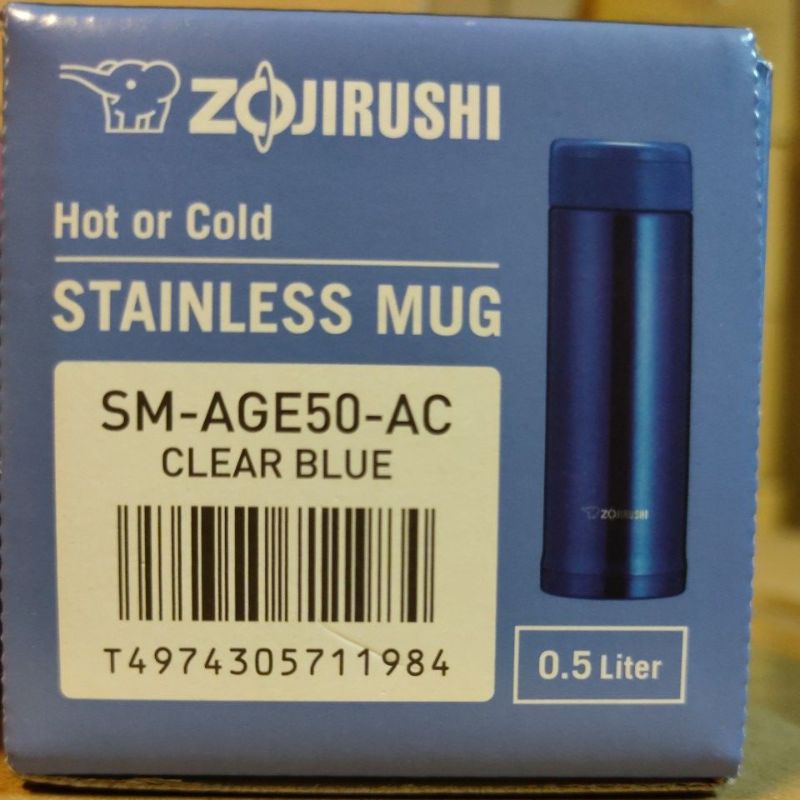 ZOJIRUSHI
Hot or Cold
STAINLESS MUG
SM-AGE50-AC
CLEAR BLUE
T4974305711984
ZOJIRUSHI
0.5 Liter